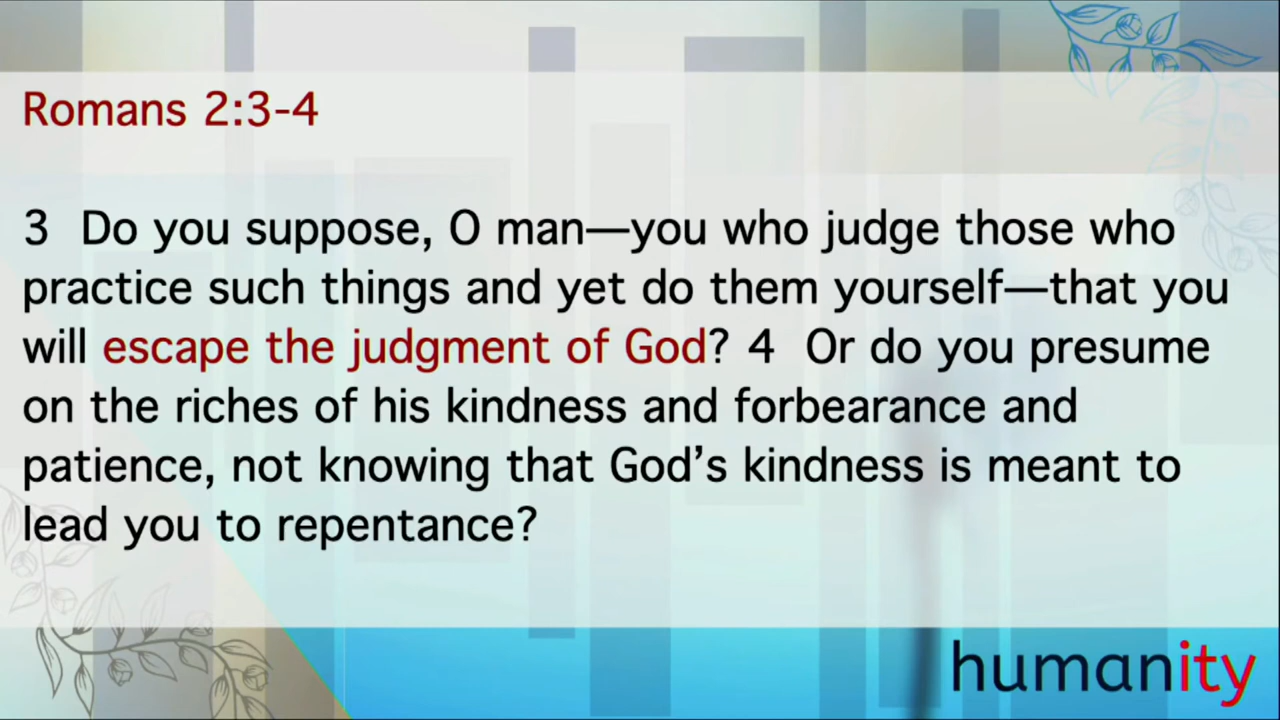 Romans 2:3-4
3 Do you suppose, O man—you who judge those who
practice such things and yet do them yourself—that you
will escape the judgment of God? 4 Or do you presume
on the riches of his kindness and forbearance and
patience, not knowing that God’s kindness is meant to
lead you to repentance?
humanity